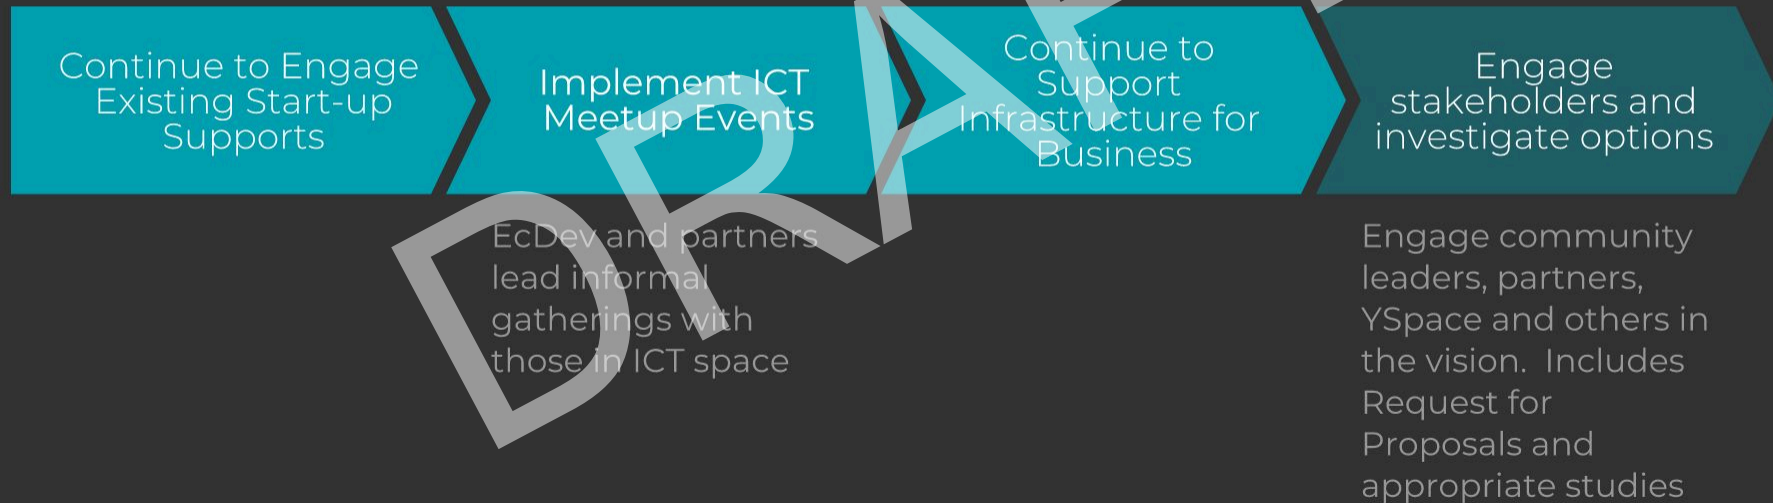 Continue to Engage
Existing Start-up
Supports
Implement ICT
Meetup Events
Continue to
Support
Infrastructure for
Business
Engage
stakeholders and
investigate options
EcDev and partners
lead informal
gatherings with
those in ICT space
Engage community
leaders, partners,
YSpace and others in
the vision.  Includes
Request for
Proposals and
appropriate studies
DRA